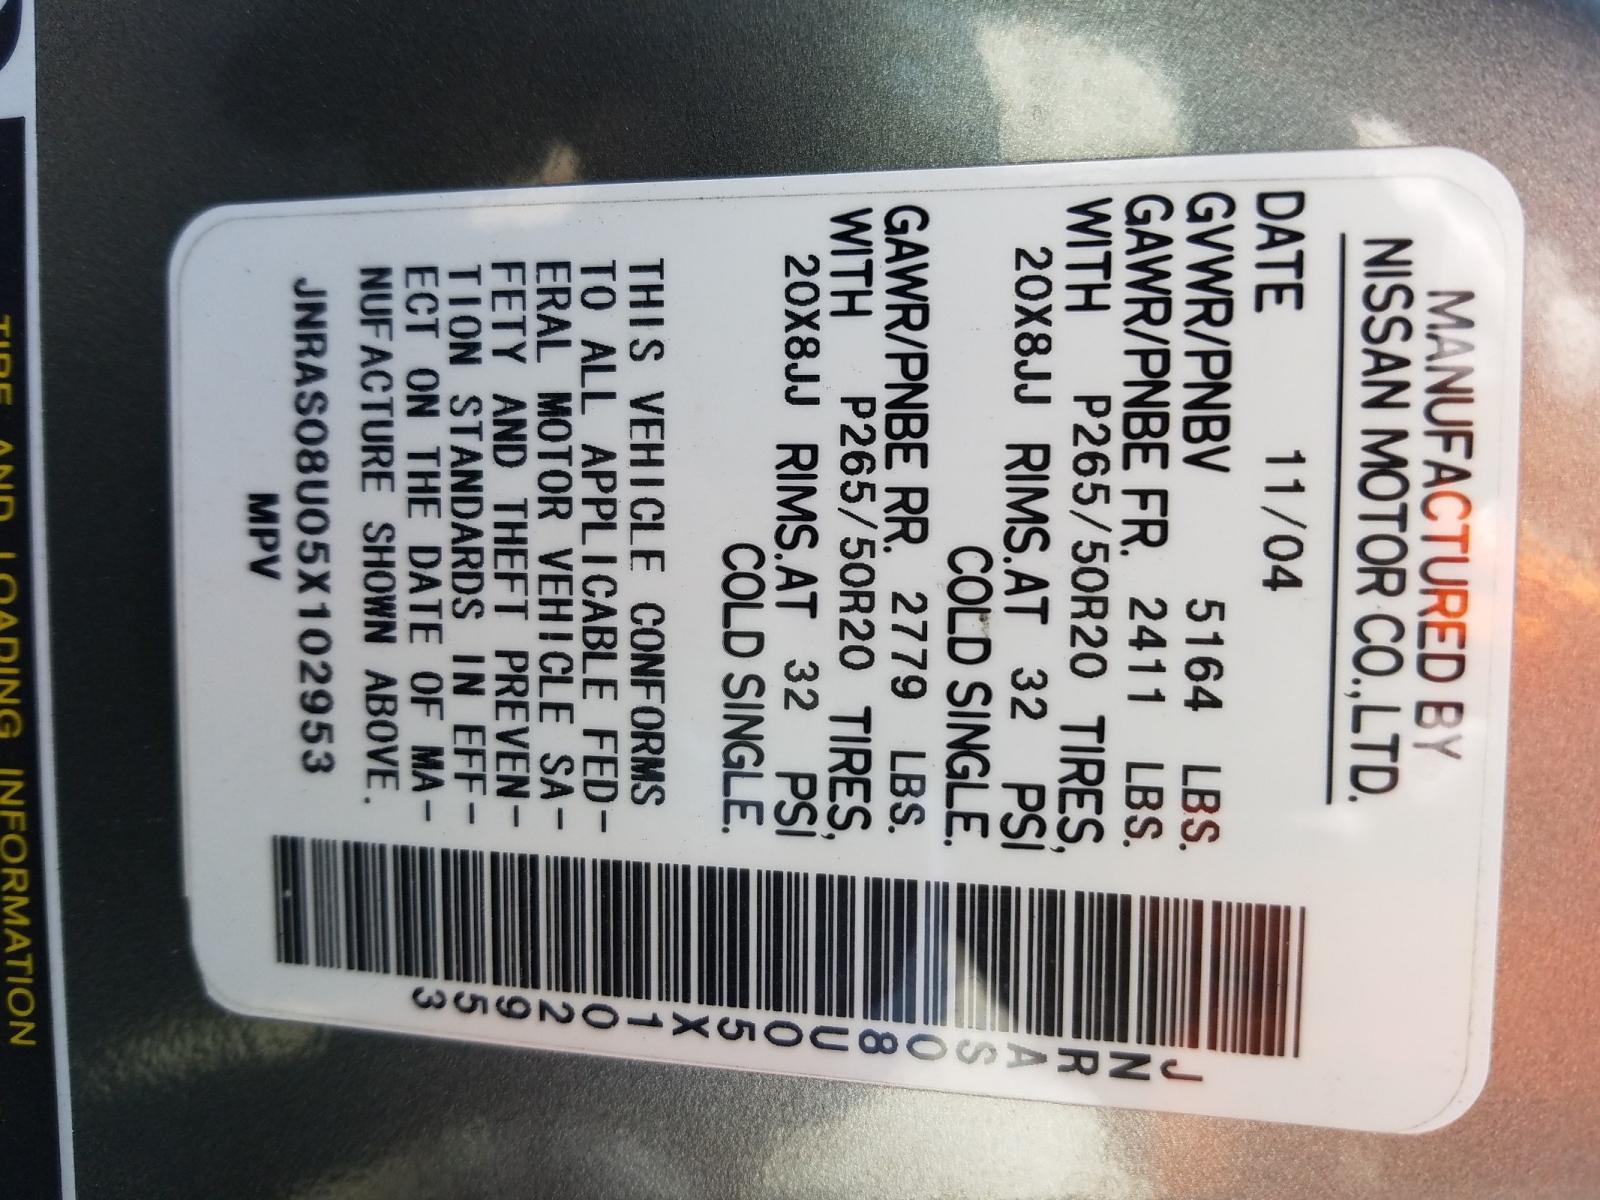 MANUFACTURED BY
NISSAN MOTOR CO.,LTD.
DATE 11/04
GVWR/PNBV 5164 LBS.
GAWR/PNBE FR. 2411 LBS.
WITH P265/50R20 TIRES,
20X8JJ RIMS.AT 32 PSI
COLD SINGLE.
GAWR/PNBE RR. 2779 LBS.
WITH P265/50R20 TIRES,
20X8JJ RIMS.AT 32 PSI
COLD SINGLE.
THIS VEHICLE CONFORMS
TO ALL APPLICABLE FED-
ERAL MOTOR VEHICLE SA-
FETY AND THEFT PREVEN-
TION STANDARDS IN EFF-
ECT ON THE DATE OF MA-
NUFACTURE SHOWN ABOVE.
JNRAS08U05X102953
MPV
JNRAS08U05X102953
TIRE AND LOADING INFORMATION